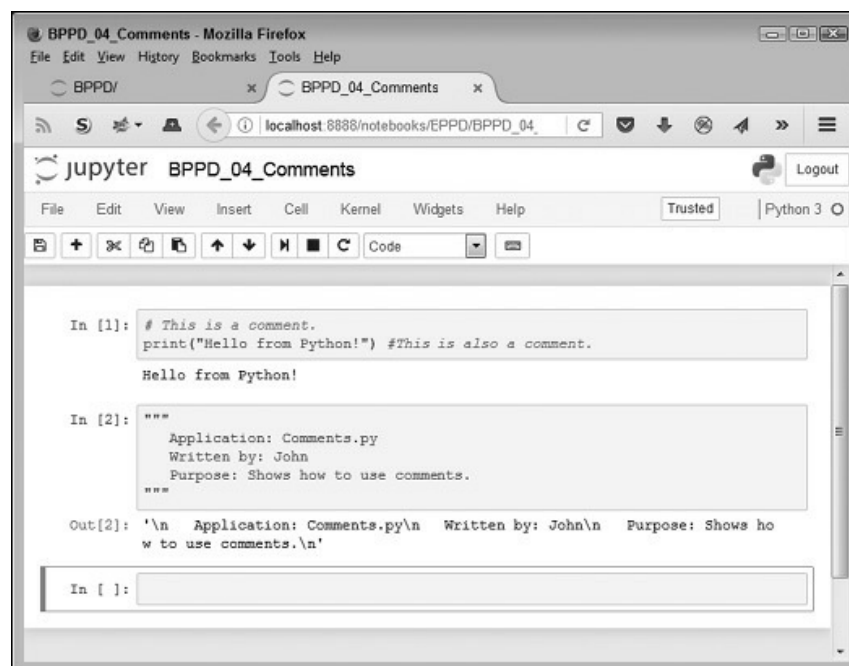 BPPD_04_Comments - Mozilla Firefox
File Edit View History Bookmarks Tools Help
BPPD/ × BPPD_04_Comments ×
localhost:8888/notebooks/EPPD/BPPD_04_
jupyter BPPD_04_Comments Logout
File Edit View Insert Cell Kernel Widgets Help Trusted Python 3
Code
In [1]: # This is a comment.
print("Hello from Python!") #This is also a comment.
Hello from Python!
In [2]: """
Application: Comments.py
Written by: John
Purpose: Shows how to use comments.
"""
Out[2]: '\n   Application: Comments.py\n   Written by: John\n   Purpose: Shows ho
w to use comments.\n'
In [ ]: